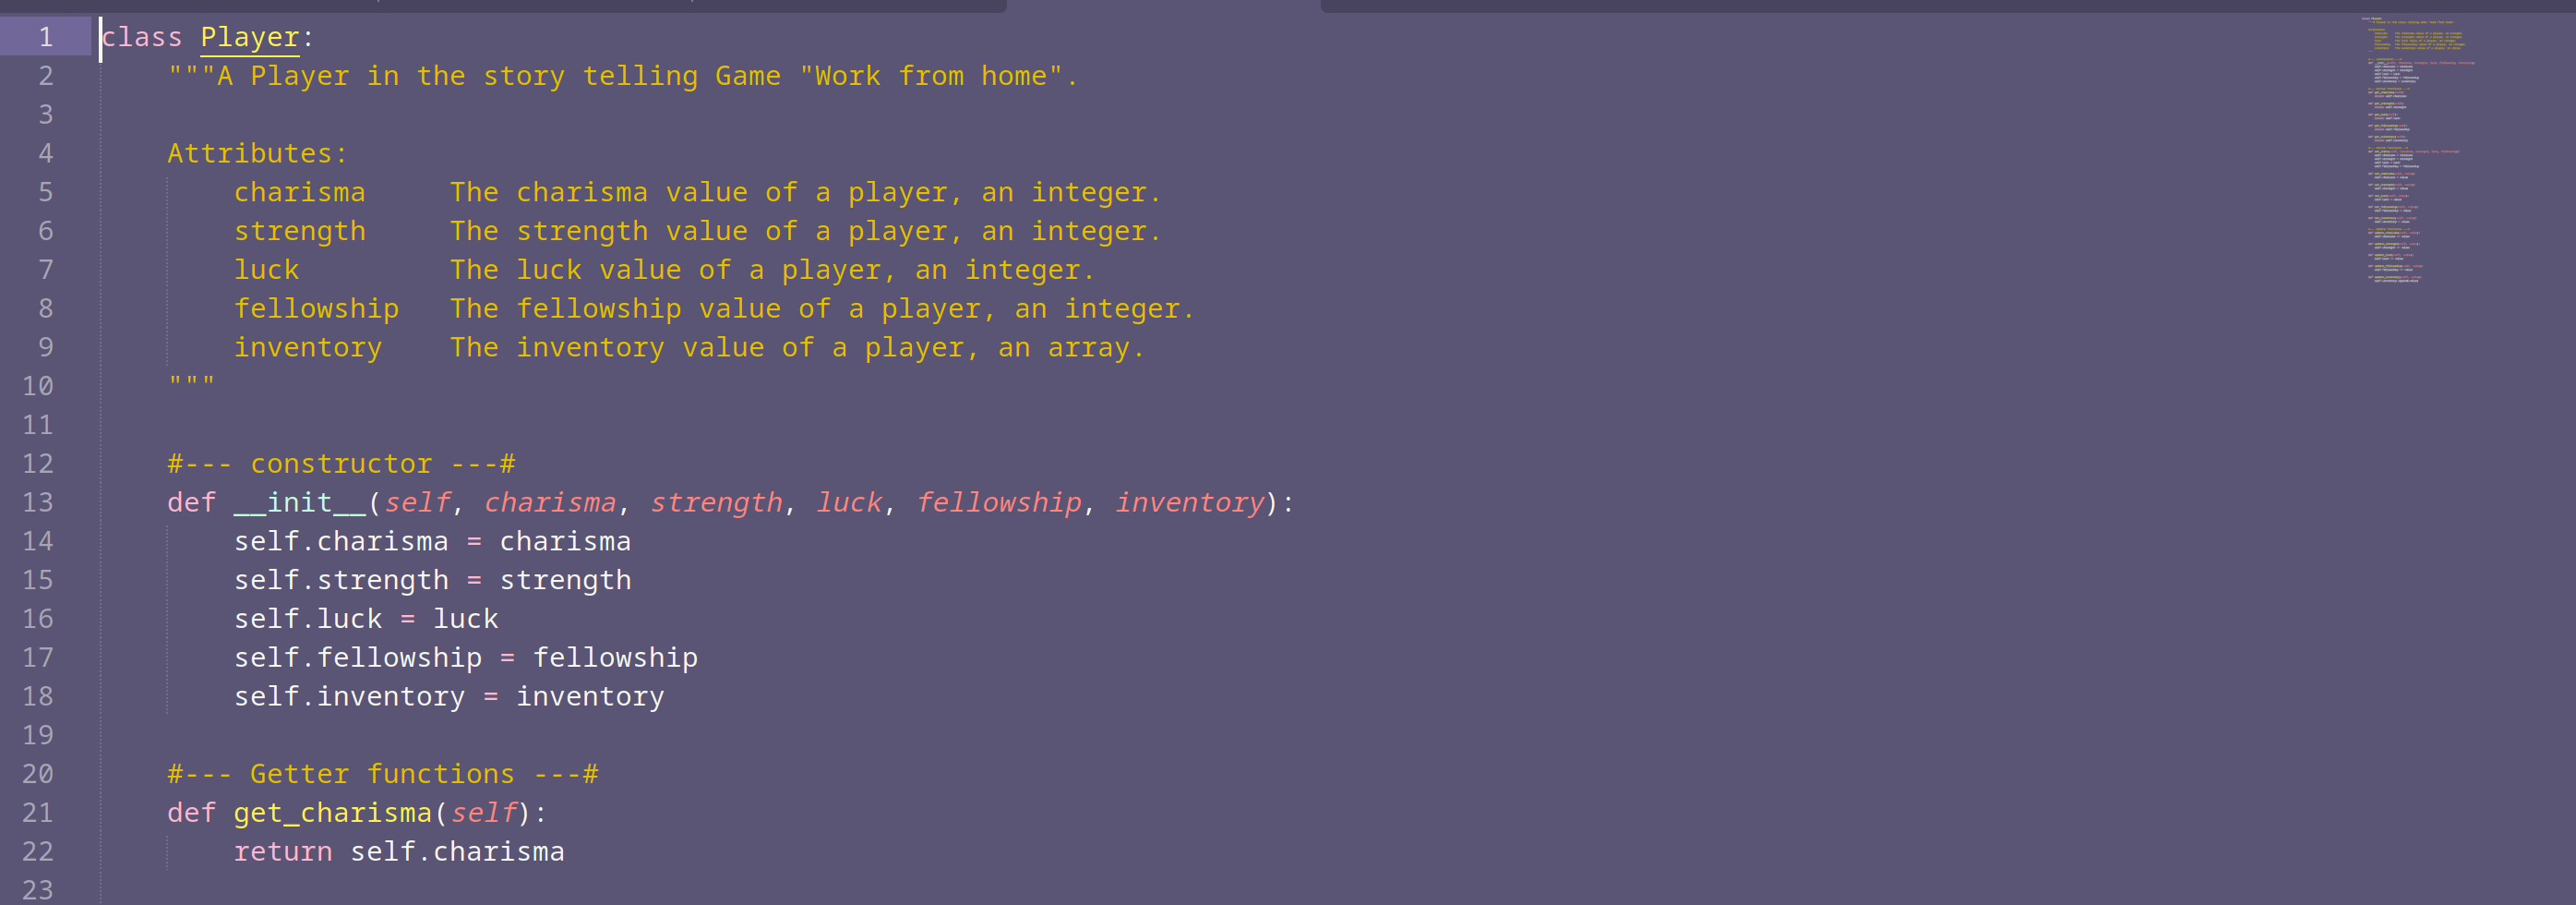 1 class Player:
2     """A Player in the story telling Game "Work from home".
3
4     Attributes:
5         charisma     The charisma value of a player, an integer.
6         strength     The strength value of a player, an integer.
7         luck         The luck value of a player, an integer.
8         fellowship   The fellowship value of a player, an integer.
9         inventory    The inventory value of a player, an array.
10     """
11
12     #--- constructor ---#
13     def __init__(self, charisma, strength, luck, fellowship, inventory):
14         self.charisma = charisma
15         self.strength = strength
16         self.luck = luck
17         self.fellowship = fellowship
18         self.inventory = inventory
19
20     #--- Getter functions ---#
21     def get_charisma(self):
22         return self.charisma
23